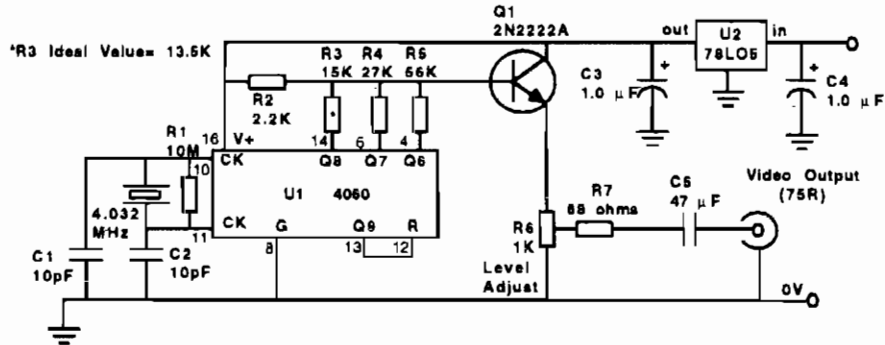 Q1
2N2222A
*R3 Ideal Value= 13.5K
R3 R4 R5
15K 27K 56K
R2
2.2K
out U2 in
78L05
C3
1.0 µF
+
C4
1.0 µF
+
R1
10M
16 V+
14 6 4
CK Q8 Q7 Q6
10
U1 4060
4.032
MHz
11 CK G Q9 R
8 13 12
C1
10pF
C2
10pF
R6
1K
Level
Adjust
R7
68 ohms
C5
47 µF
Video Output
(75R)
0V